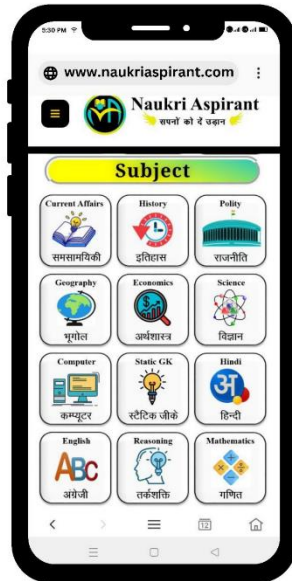 5:30 PM
www.naukriaspirant.com
Naukri Aspirant
सपनों को दें उड़ान
Subject
Current Affairs History Polity
समसामयिकी इतिहास राजनीति
Geography Economics Science
भूगोल अर्थशास्त्र विज्ञान
Computer Static GK Hindi
अ
कम्प्यूटर स्टैटिक जीके हिन्दी
English Reasoning Mathematics
ABC
अंग्रेजी तर्कशक्ति गणित
12